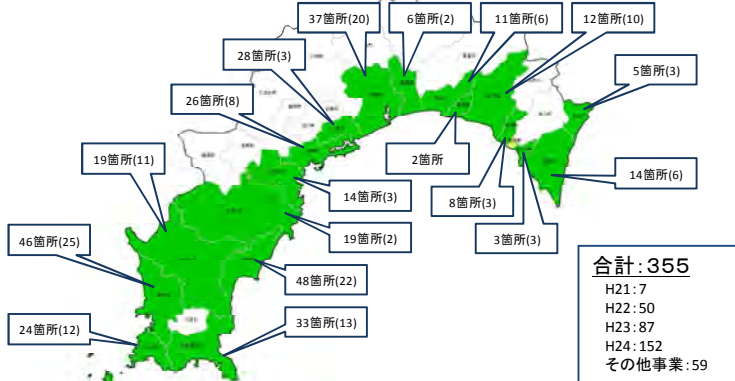 37箇所(20)
6箇所(2)
11箇所(6)
12箇所(10)
28箇所(3)
5箇所(3)
26箇所(8)
2箇所
19箇所(11)
14箇所(3)
8箇所(3)
14箇所(6)
3箇所(3)
19箇所(2)
46箇所(25)
48箇所(22)
24箇所(12)
33箇所(13)
合計:355
H21:7
H22:50
H23:87
H24:152
その他事業:59